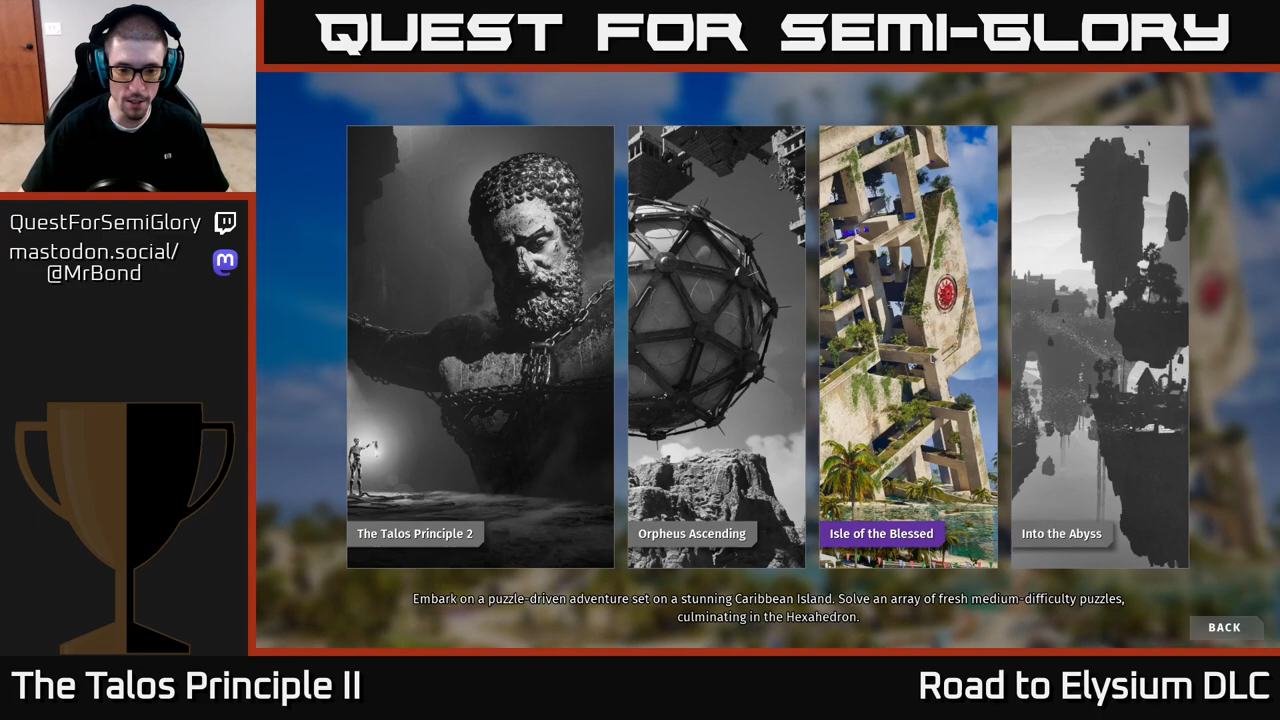 QUEST FOR SEMI-GLORY
QuestForSemiGlory
mastodon.social/
@MrBond
The Talos Principle 2
Orpheus Ascending
Isle of the Blessed
Into the Abyss
Embark on a puzzle-driven adventure set on a stunning Caribbean Island. Solve an array of fresh medium-difficulty puzzles,
culminating in the Hexahedron.
BACK
The Talos Principle II
Road to Elysium DLC